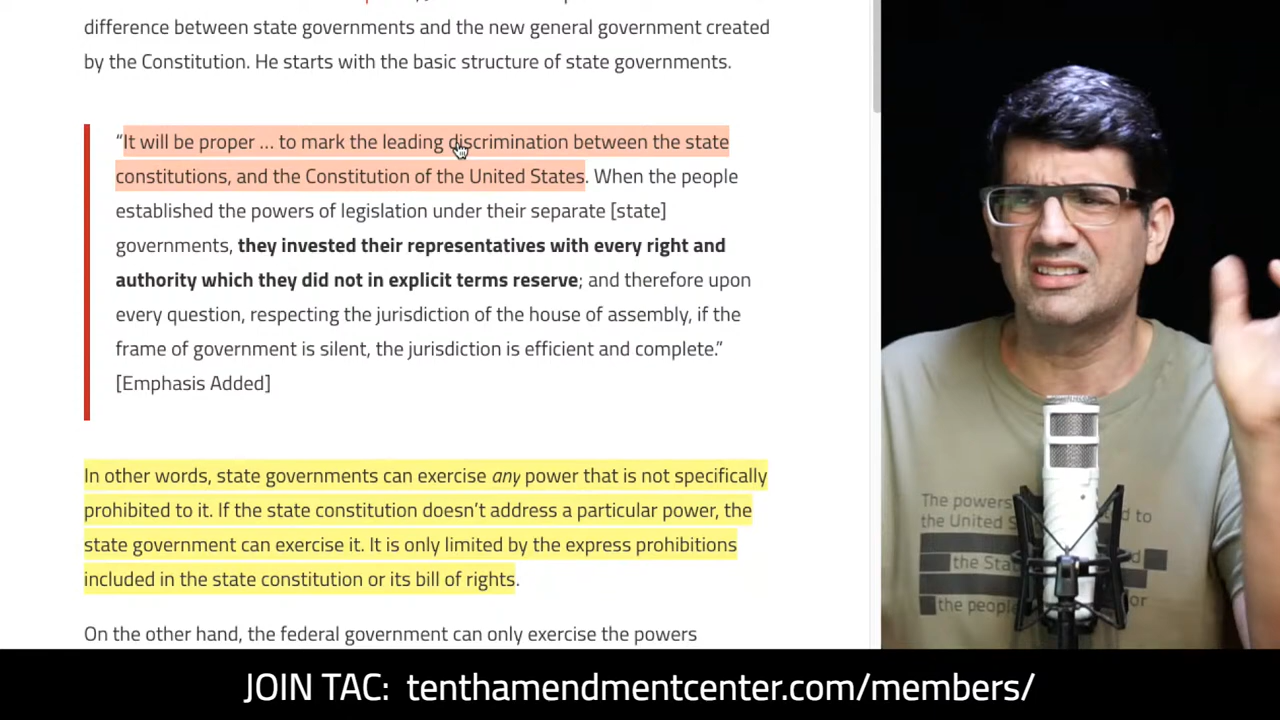 difference between state governments and the new general government created
by the Constitution. He starts with the basic structure of state governments.
“It will be proper … to mark the leading discrimination between the state
constitutions, and the Constitution of the United States. When the people
established the powers of legislation under their separate [state]
governments, they invested their representatives with every right and
authority which they did not in explicit terms reserve; and therefore upon
every question, respecting the jurisdiction of the house of assembly, if the
frame of government is silent, the jurisdiction is efficient and complete.”
[Emphasis Added]
In other words, state governments can exercise any power that is not specifically
prohibited to it. If the state constitution doesn’t address a particular power, the
state government can exercise it. It is only limited by the express prohibitions
included in the state constitution or its bill of rights.
On the other hand, the federal government can only exercise the powers
The powers
the United
to
the
the people
or
JOIN TAC: tenthamendmentcenter.com/members/